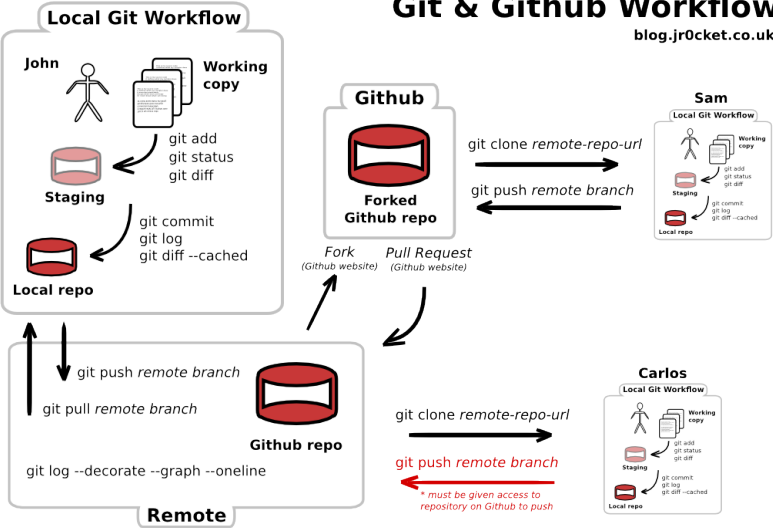 Git & Github Workflow
blog.jr0cket.co.uk
Local Git Workflow
John
Working
copy
git add
git status
git diff
Staging
git commit
git log
git diff --cached
Local repo
Github
Forked
Github repo
git clone remote-repo-url
git push remote branch
Sam
Local Git Workflow
Working
copy
git add
git status
git diff
Staging
git commit
git log
git diff --cached
Local repo
Fork
(Github website)
Pull Request
(Github website)
git push remote branch
git pull remote branch
Github repo
git log --decorate --graph --oneline
Remote
git clone remote-repo-url
git push remote branch
* must be given access to
repository on Github to push
Carlos
Local Git Workflow
Working
copy
git add
git status
git diff
Staging
git commit
git log
git diff --cached
Local repo